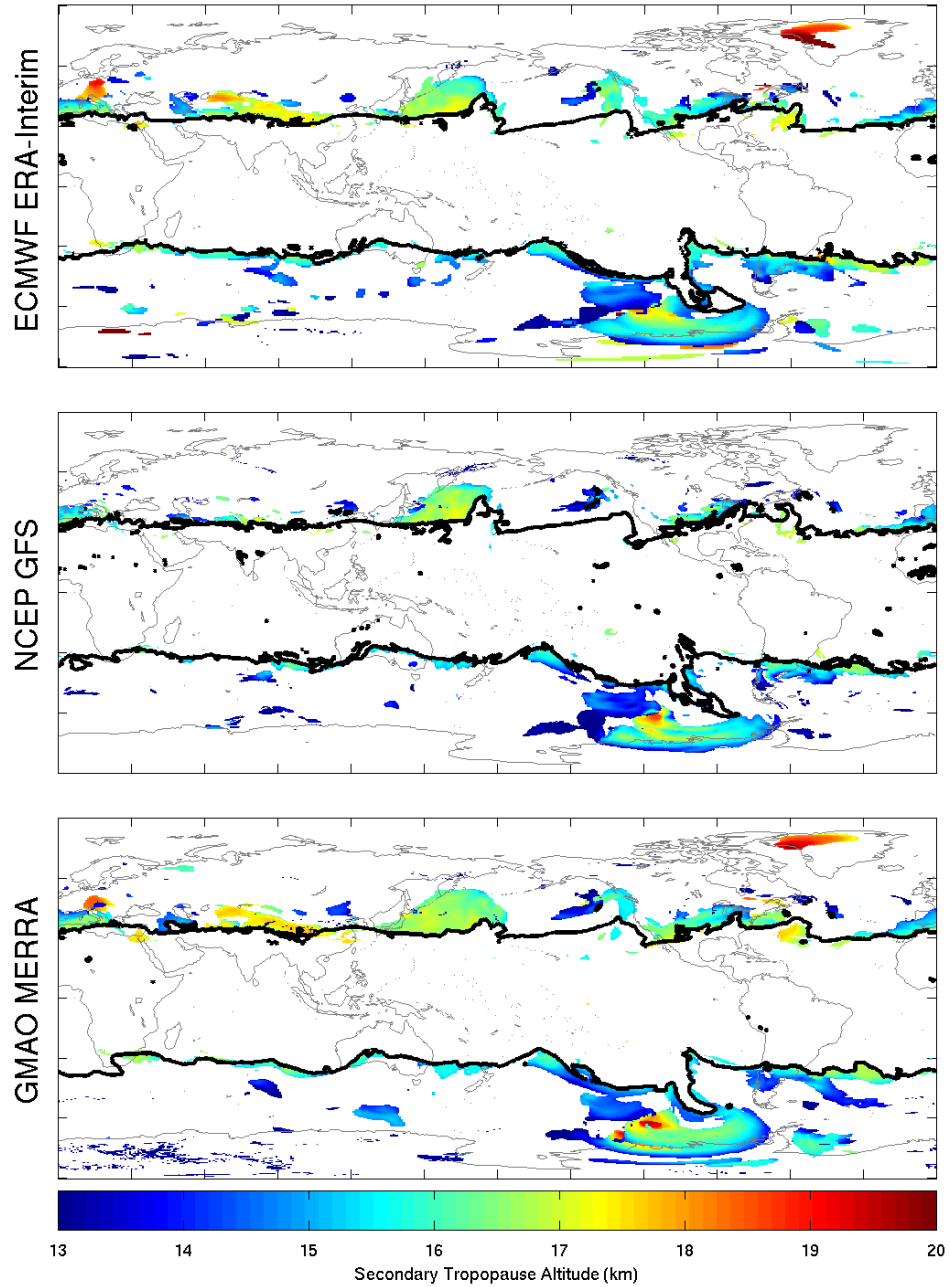 ECMWF ERA-Interim
NCEP GFS
GMAO MERRA
13 14 15 16 17 18 19 20
Secondary Tropopause Altitude (km)